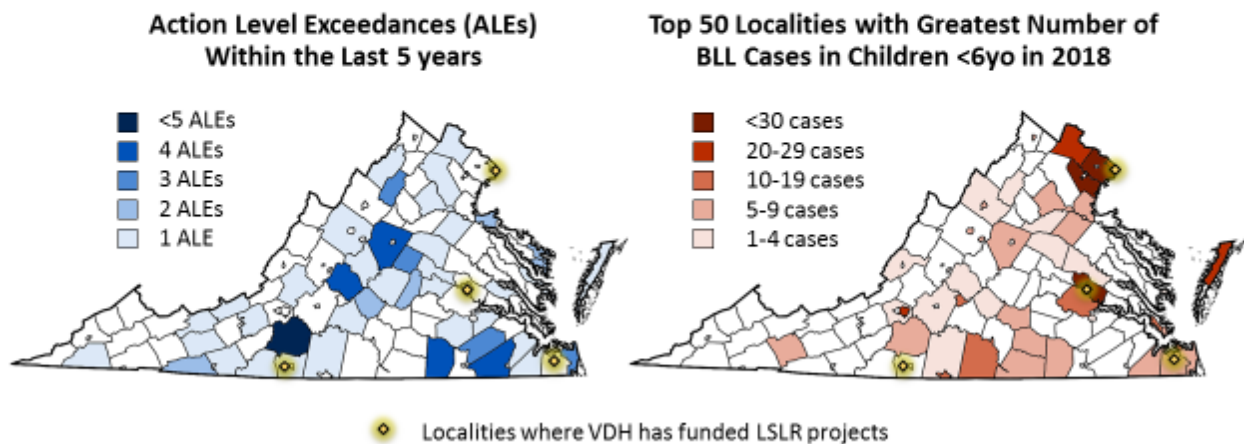 Action Level Exceedances (ALEs)
Within the Last 5 years
<5 ALEs
4 ALEs
3 ALEs
2 ALEs
1 ALE
Top 50 Localities with Greatest Number of
BLL Cases in Children <6yo in 2018
<30 cases
20-29 cases
10-19 cases
5-9 cases
1-4 cases
Localities where VDH has funded LSLR projects